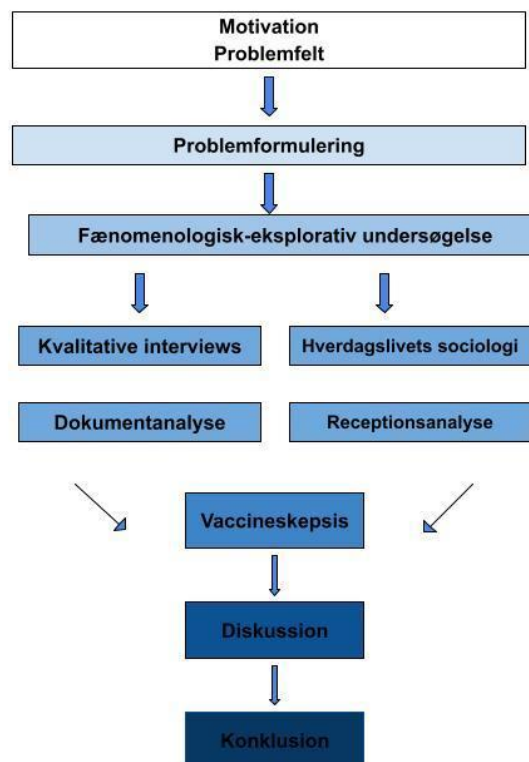 Motivation
Problemfelt
Problemformulering
Fænomenologisk-eksplorativ undersøgelse
Kvalitative interviews
Hverdagslivets sociologi
Dokumentanalyse
Receptionsanalyse
Vaccineskepsis
Diskussion
Konklusion